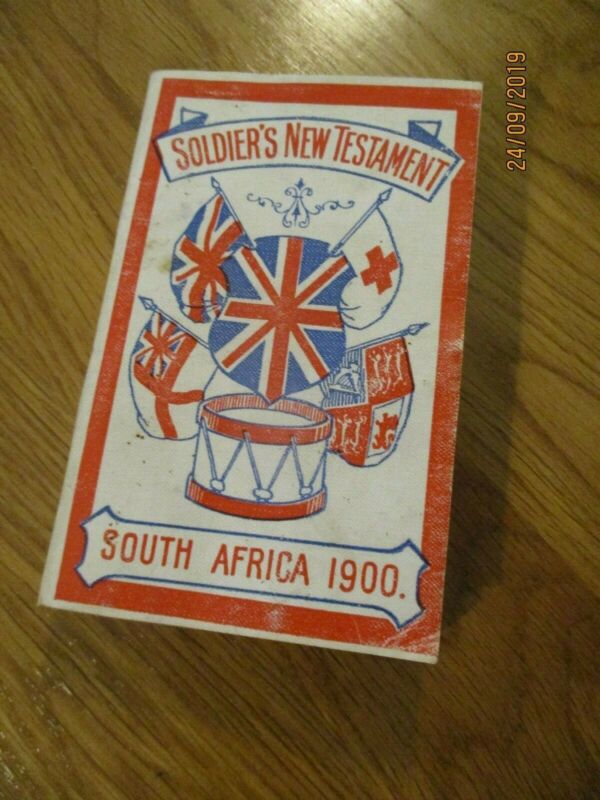 SOLDIER'S NEW TESTAMENT
SOUTH AFRICA 1900.
24/09/2019